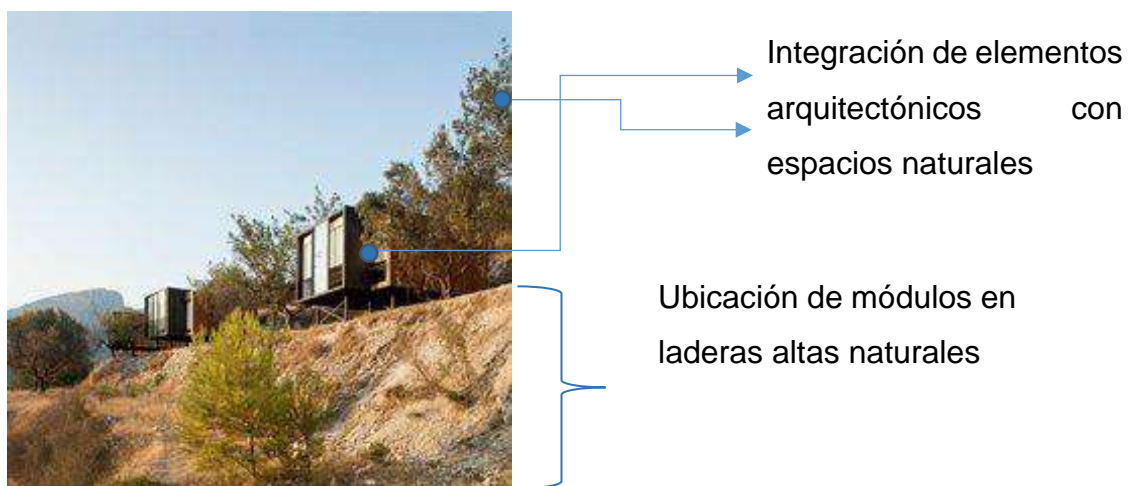 Integración de elementos
arquitectónicos con
espacios naturales
Ubicación de módulos en
laderas altas naturales